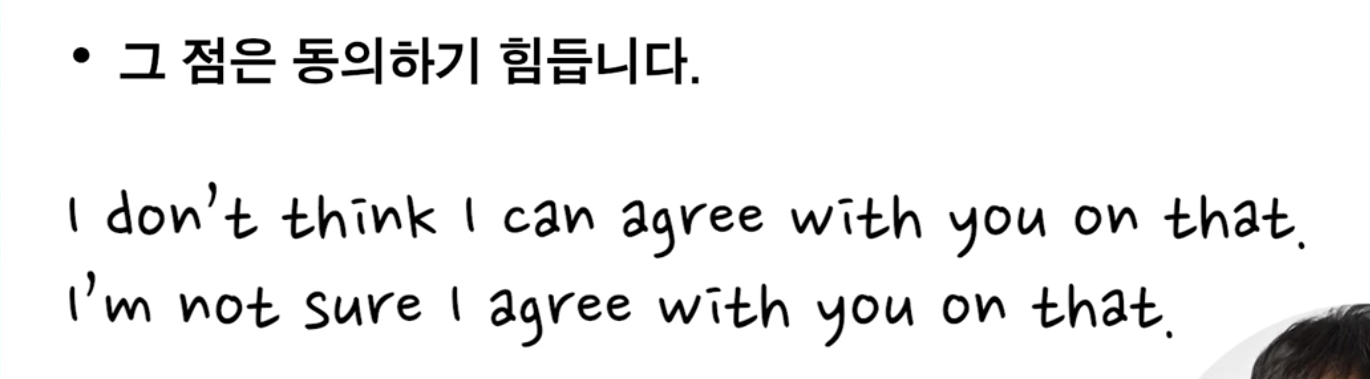 • 그 점은 동의하기 힘듭니다.
I don't think I can agree with you on that.
I'm not sure I agree with you on that.